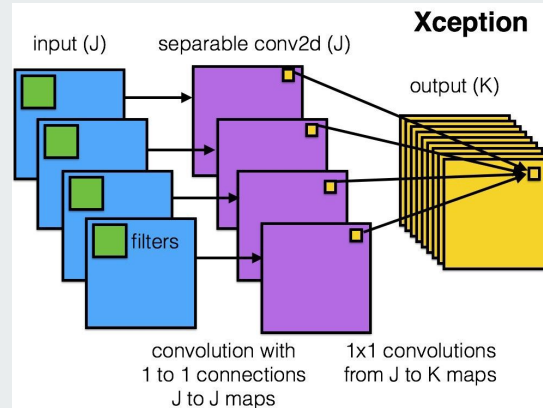 Xception
input (J)
separable conv2d (J)
output (K)
filters
convolution with
1 to 1 connections
J to J maps
1x1 convolutions
from J to K maps